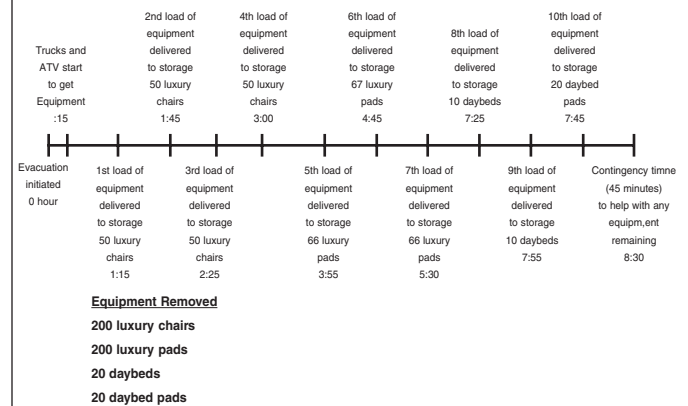 Trucks and
ATV start
to get
Equipment
:15
2nd load of
equipment
delivered
to storage
50 luxury
chairs
1:45
4th load of
equipment
delivered
to storage
50 luxury
chairs
3:00
6th load of
equipment
delivered
to storage
67 luxury
pads
4:45
8th load of
equipment
delivered
to storage
10 daybeds
7:25
10th load of
equipment
delivered
to storage
20 daybed
pads
7:45
Evacuation
initiated
0 hour
1st load of
equipment
delivered
to storage
50 luxury
chairs
1:15
3rd load of
equipment
delivered
to storage
50 luxury
chairs
2:25
5th load of
equipment
delivered
to storage
66 luxury
pads
3:55
7th load of
equipment
delivered
to storage
66 luxury
pads
5:30
9th load of
equipment
delivered
to storage
10 daybeds
7:55
Contingency timne
(45 minutes)
to help with any
equipm,ent
remaining
8:30
Equipment Removed
200 luxury chairs
200 luxury pads
20 daybeds
20 daybed pads